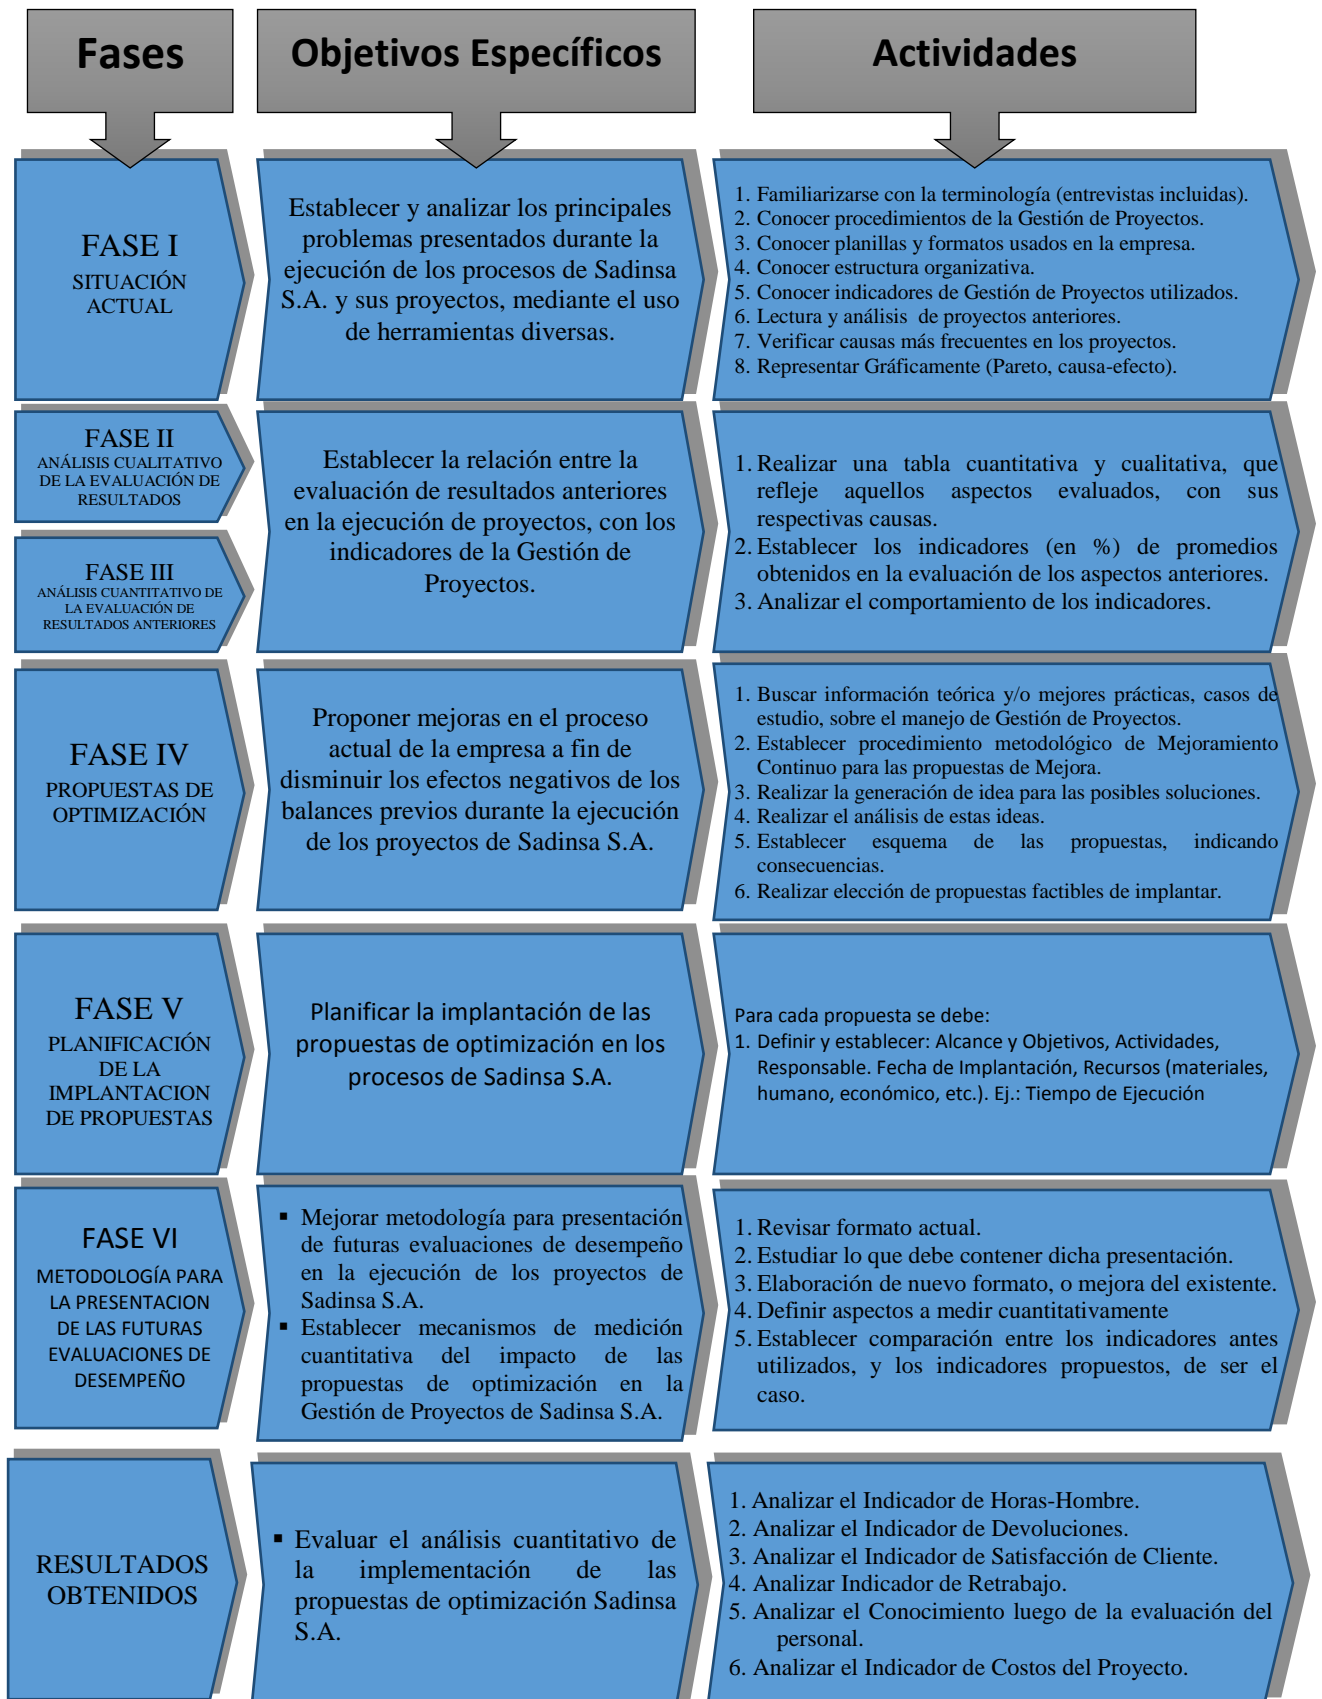 Fases
Objetivos Específicos
Actividades
FASE I
SITUACIÓN
ACTUAL
Establecer y analizar los principales
problemas presentados durante la
ejecución de los procesos de Sadinsa
S.A. y sus proyectos, mediante el uso
de herramientas diversas.
1. Familiarizarse con la terminología (entrevistas incluidas).
2. Conocer procedimientos de la Gestión de Proyectos.
3. Conocer planillas y formatos usados en la empresa.
4. Conocer estructura organizativa.
5. Conocer indicadores de Gestión de Proyectos utilizados.
6. Lectura y análisis de proyectos anteriores.
7. Verificar causas más frecuentes en los proyectos.
8. Representar Gráficamente (Pareto, causa-efecto).
FASE II
ANÁLISIS CUALITATIVO
DE LA EVALUACIÓN DE
RESULTADOS
FASE III
ANÁLISIS CUANTITATIVO DE
LA EVALUACIÓN DE
RESULTADOS ANTERIORES
Establecer la relación entre la
evaluación de resultados anteriores
en la ejecución de proyectos, con los
indicadores de la Gestión de
Proyectos.
1. Realizar una tabla cuantitativa y cualitativa, que
refleje aquellos aspectos evaluados, con sus
respectivas causas.
2. Establecer los indicadores (en %) de promedios
obtenidos en la evaluación de los aspectos anteriores.
3. Analizar el comportamiento de los indicadores.
FASE IV
PROPUESTAS DE
OPTIMIZACIÓN
Proponer mejoras en el proceso
actual de la empresa a fin de
disminuir los efectos negativos de los
balances previos durante la ejecución
de los proyectos de Sadinsa S.A.
1. Buscar información teórica y/o mejores prácticas, casos de
estudio, sobre el manejo de Gestión de Proyectos.
2. Establecer procedimiento metodológico de Mejoramiento
Continuo para las propuestas de Mejora.
3. Realizar la generación de idea para las posibles soluciones.
4. Realizar el análisis de estas ideas.
5. Establecer esquema de las propuestas, indicando
consecuencias.
6. Realizar elección de propuestas factibles de implantar.
FASE V
PLANIFICACIÓN
DE LA
IMPLANTACION
DE PROPUESTAS
Planificar la implantación de las
propuestas de optimización en los
procesos de Sadinsa S.A.
Para cada propuesta se debe:
1. Definir y establecer: Alcance y Objetivos, Actividades,
Responsable. Fecha de Implantación, Recursos (materiales,
humano, económico, etc.). Ej.: Tiempo de Ejecución
FASE VI
METODOLOGÍA PARA
LA PRESENTACION
DE LAS FUTURAS
EVALUACIONES DE
DESEMPEÑO
▪ Mejorar metodología para presentación
de futuras evaluaciones de desempeño
en la ejecución de los proyectos de
Sadinsa S.A.
▪ Establecer mecanismos de medición
cuantitativa del impacto de las
propuestas de optimización en la
Gestión de Proyectos de Sadinsa S.A.
1. Revisar formato actual.
2. Estudiar lo que debe contener dicha presentación.
3. Elaboración de nuevo formato, o mejora del existente.
4. Definir aspectos a medir cuantitativamente
5. Establecer comparación entre los indicadores antes
utilizados, y los indicadores propuestos, de ser el
caso.
RESULTADOS
OBTENIDOS
▪ Evaluar el análisis cuantitativo de
la implementación de las
propuestas de optimización Sadinsa
S.A.
1. Analizar el Indicador de Horas-Hombre.
2. Analizar el Indicador de Devoluciones.
3. Analizar el Indicador de Satisfacción de Cliente.
4. Analizar Indicador de Retrabajo.
5. Analizar el Conocimiento luego de la evaluación del
personal.
6. Analizar el Indicador de Costos del Proyecto.